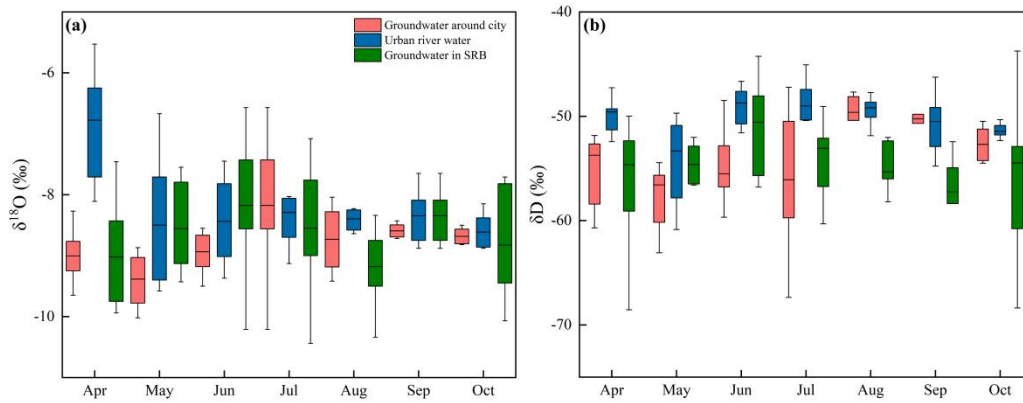 (a)
Groundwater around city
Urban river water
Groundwater in SRB
δ¹⁸O (‰)
-6
-8
-10
Apr May Jun Jul Aug Sep Oct
(b)
δD (‰)
-40
-50
-60
-70
Apr May Jun Jul Aug Sep Oct